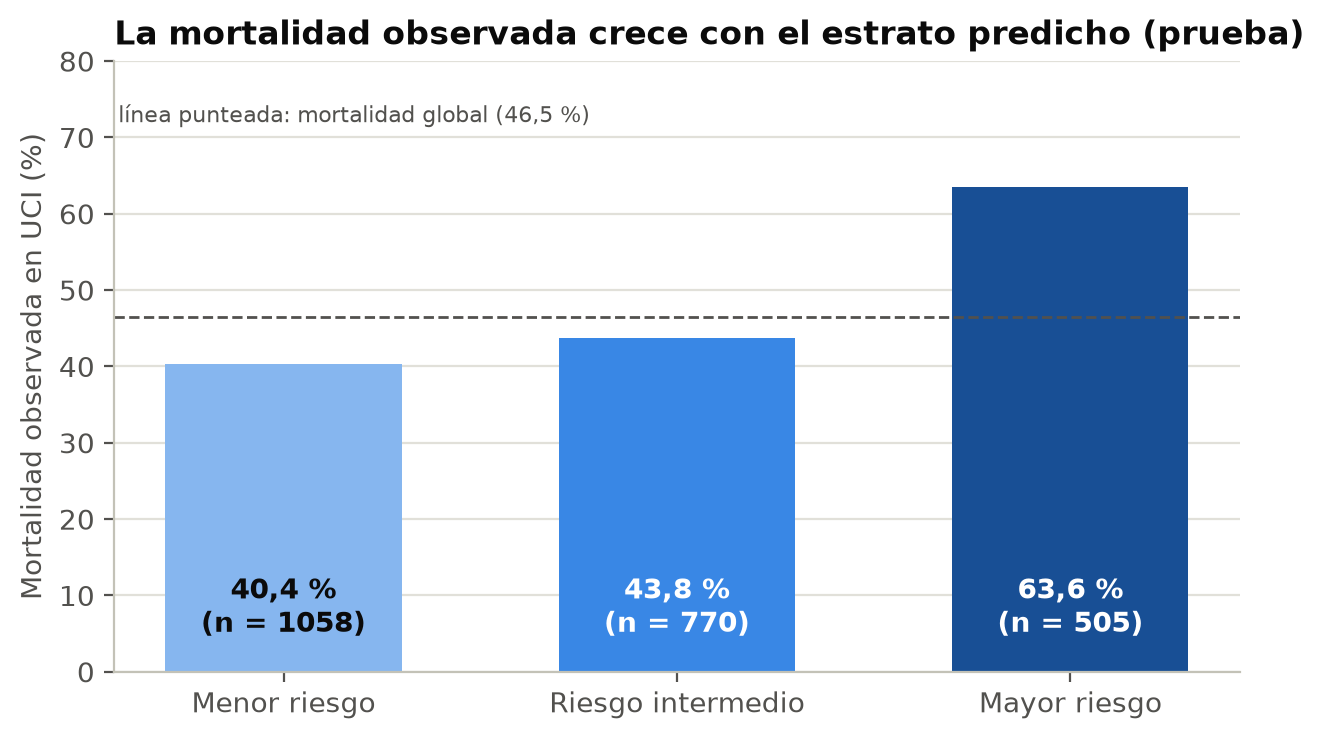 La mortalidad observada crece con el estrato predicho (prueba)
80
línea punteada: mortalidad global (46,5 %)
70
60
50
40
30
20
10
0
Mortalidad observada en UCI (%)
40,4 %
(n = 1058)
43,8 %
(n = 770)
63,6 %
(n = 505)
Menor riesgo
Riesgo intermedio
Mayor riesgo